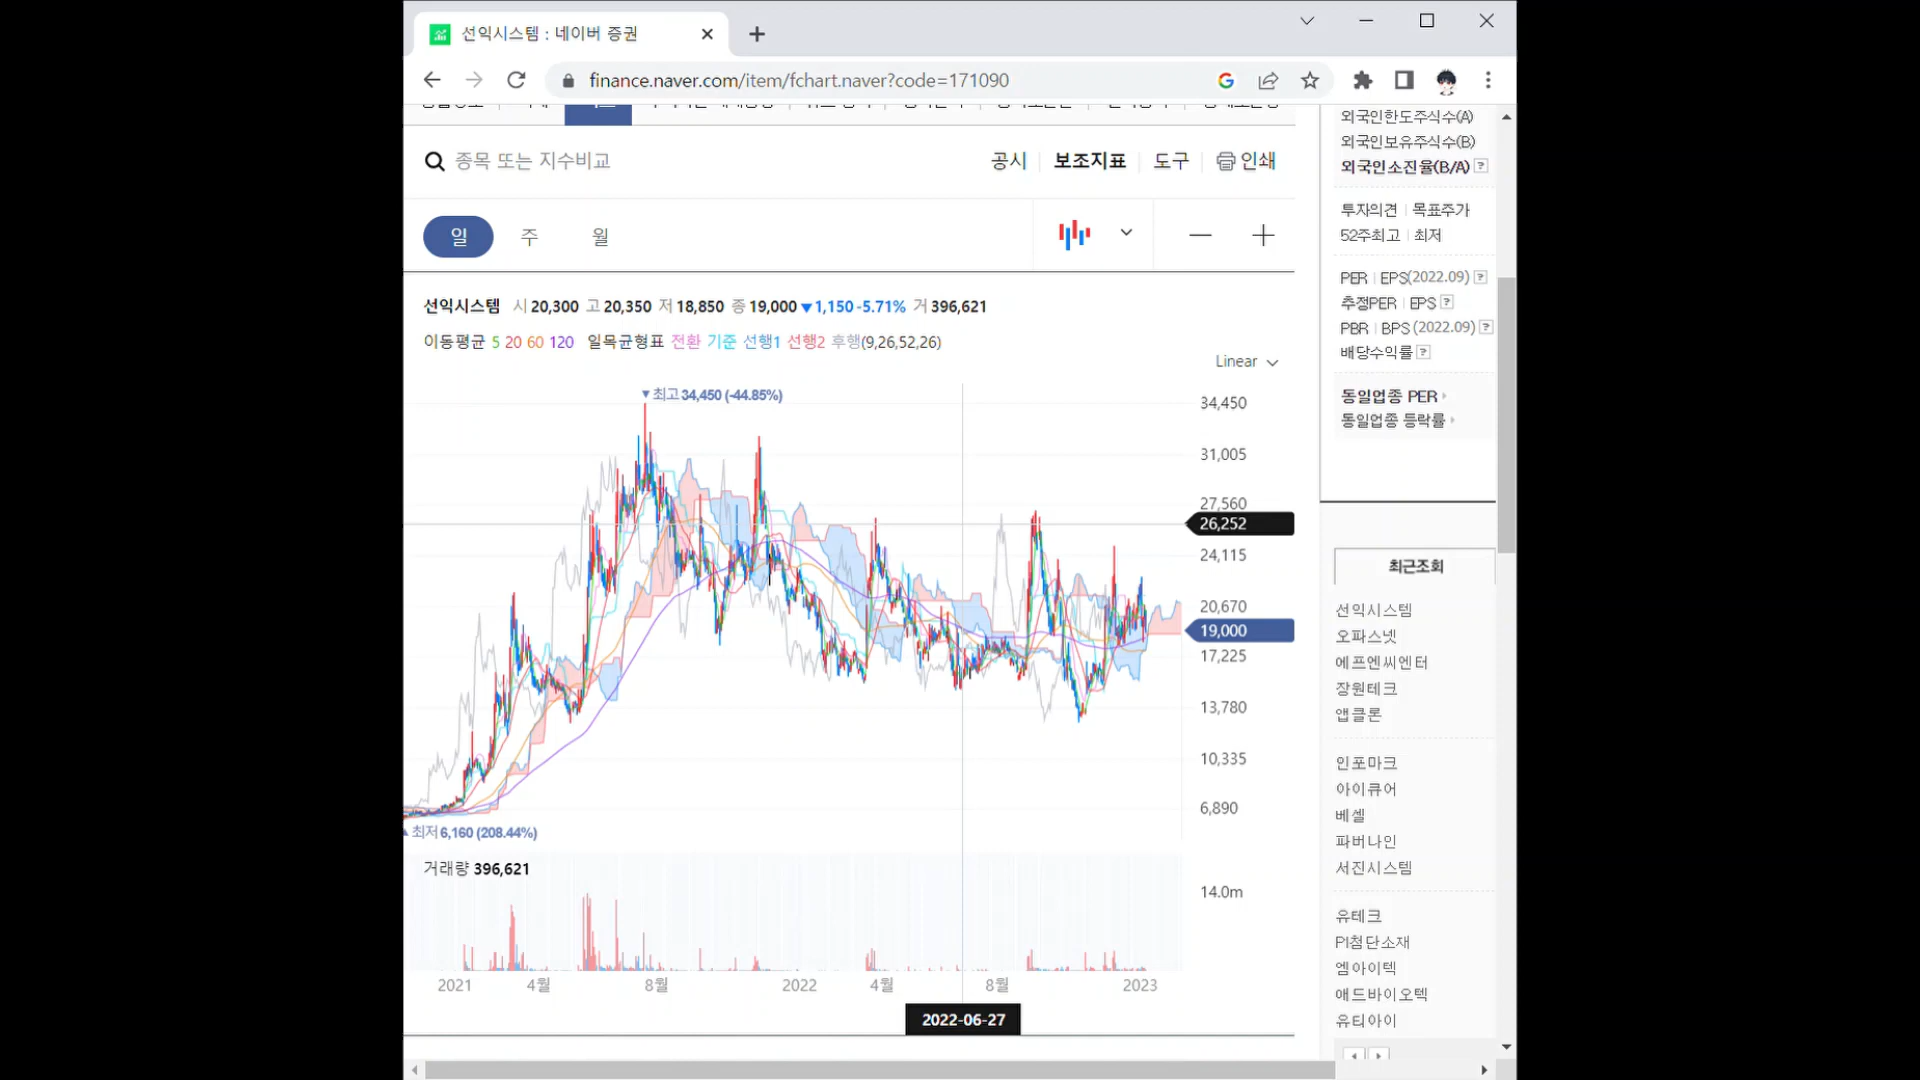 선익시스템 : 네이버 증권
finance.naver.com/item/fchart.naver?code=171090
종목 또는 지수비교
공시 보조지표 도구 인쇄
일 주 월
선익시스템 시 20,300 고 20,350 저 18,850 종 19,000 ▼1,150 -5.71% 거 396,621
이동평균 5 20 60 120 일목균형표 전환 기준 선행1 선행2 후행(9,26,52,26)
Linear
▼최고 34,450 (-44.85%)
34,450
31,005
27,560
26,252
24,115
20,670
19,000
17,225
13,780
10,335
6,890
▲최저 6,160 (208.44%)
거래량 396,621
14.0m
2021 4월 8월 2022 4월 8월 2023
2022-06-27
외국인한도주식수(A)
외국인보유주식수(B)
외국인소진율(B/A) ?
투자의견 | 목표주가
52주최고 | 최저
PER | EPS(2022.09) ?
추정PER | EPS ?
PBR | BPS (2022.09) ?
배당수익률 ?
동일업종 PER
동일업종 등락률
최근조회
선익시스템
오파스넷
에프엔씨엔터
장원테크
앱클론
인포마크
아이큐어
베셀
파버나인
서진시스템
유테크
PI첨단소재
엠아이텍
애드바이오텍
유티아이